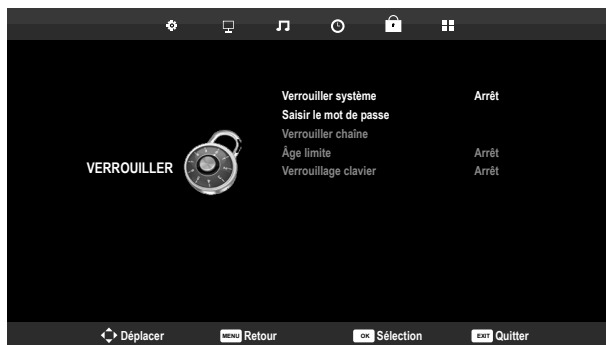 Verrouiller système Arrêt
Saisir le mot de passe
Verrouiller chaîne
Âge limite Arrêt
Verrouillage clavier Arrêt
VERROUILLER
Déplacer MENU Retour OK Sélection EXIT Quitter